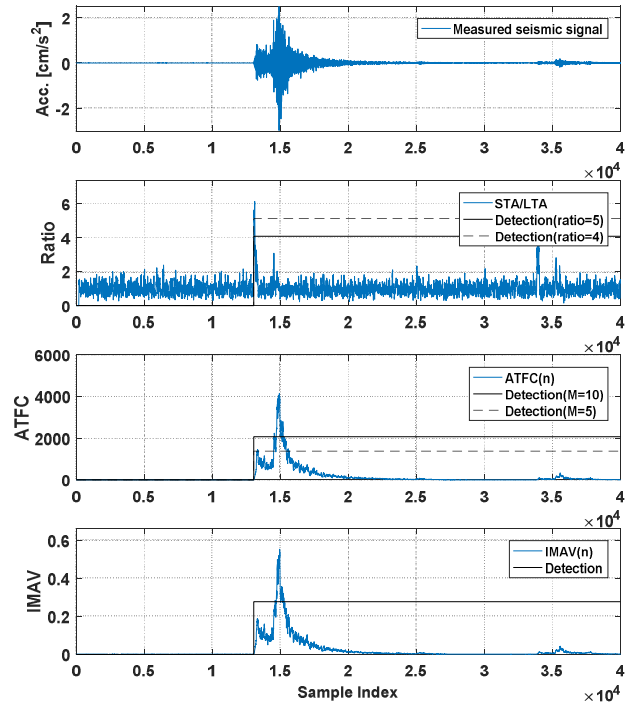 Acc. [cm/s²]
2
0
-2
Measured seismic signal
0 0.5 1 1.5 2 2.5 3 3.5 4
×10⁴
Ratio
6
4
2
0
STA/LTA
Detection(ratio=5)
Detection(ratio=4)
0 0.5 1 1.5 2 2.5 3 3.5 4
×10⁴
ATFC
6000
4000
2000
0
ATFC(n)
Detection(M=10)
Detection(M=5)
0 0.5 1 1.5 2 2.5 3 3.5 4
×10⁴
IMAV
0.6
0.4
0.2
0
IMAV(n)
Detection
0 0.5 1 1.5 2 2.5 3 3.5 4
Sample Index
×10⁴